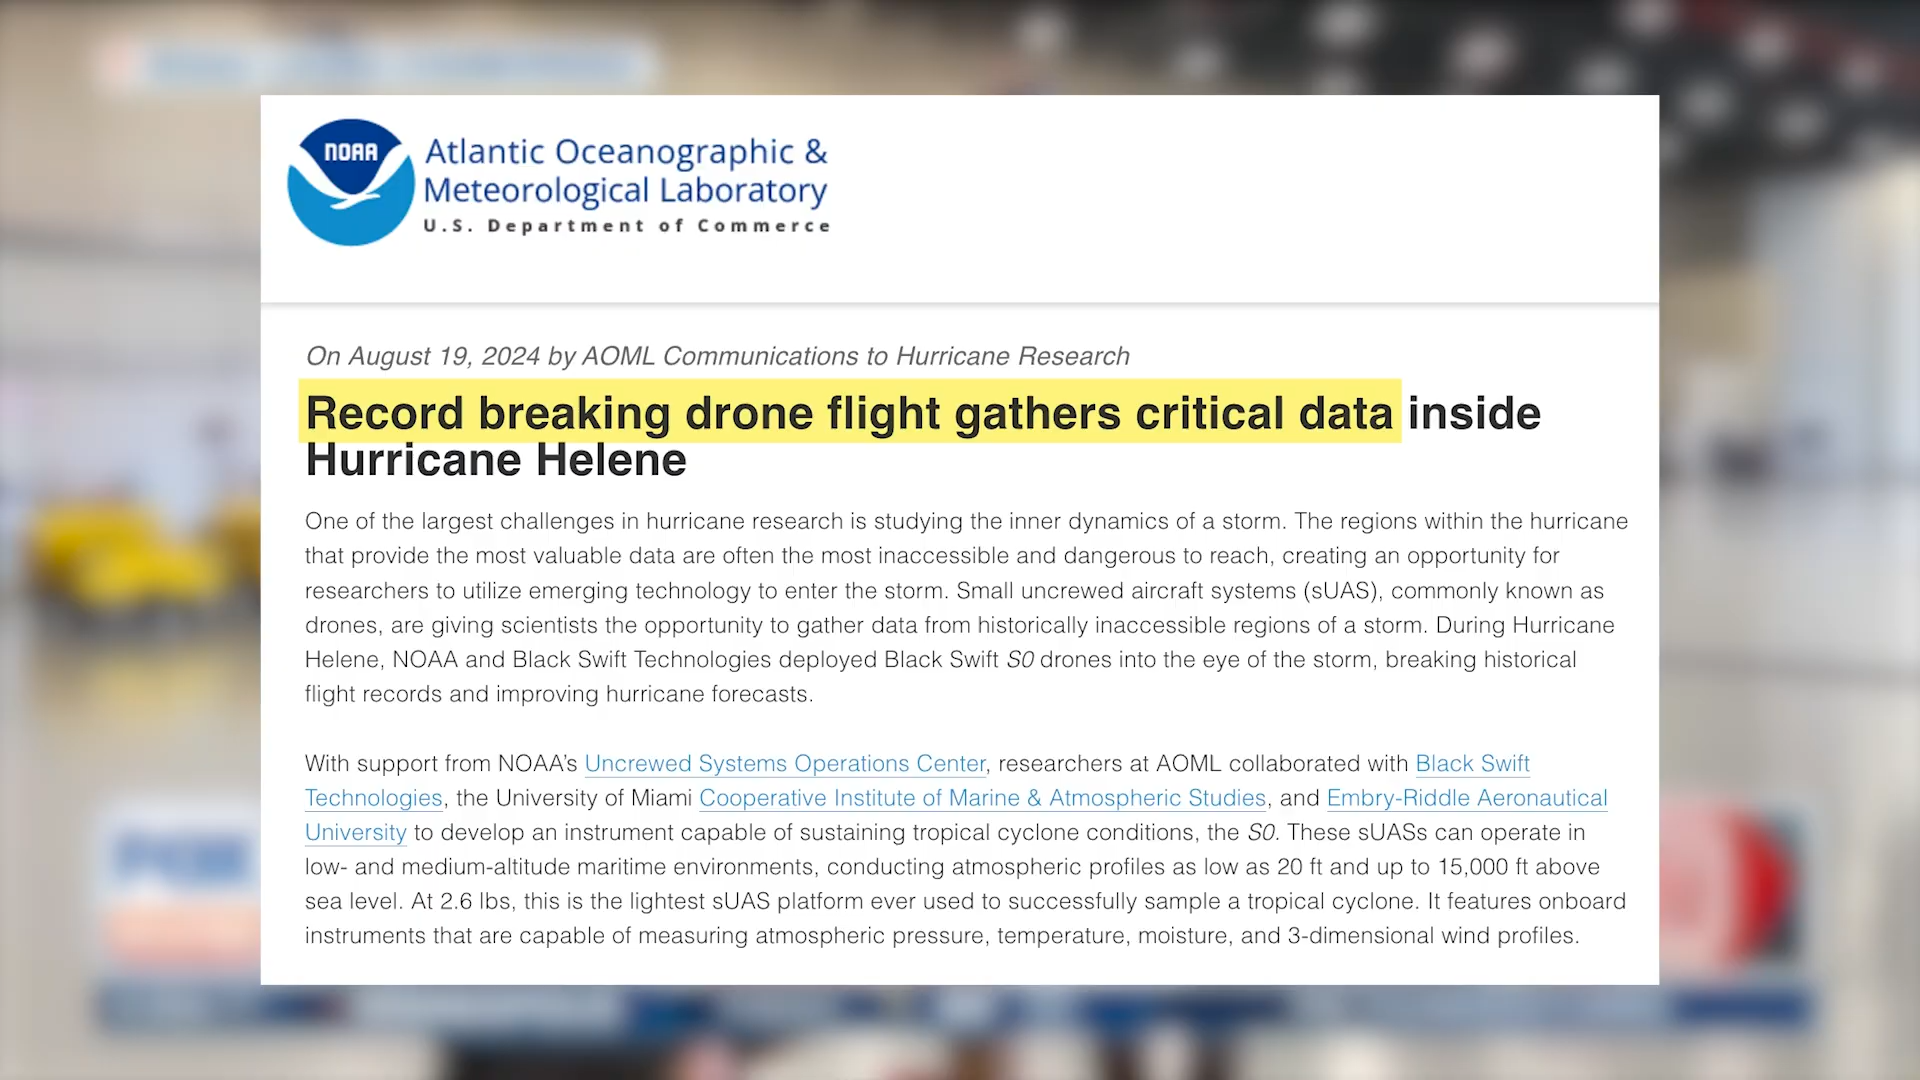 NOAA
Atlantic Oceanographic &
Meteorological Laboratory
U.S. Department of Commerce
On August 19, 2024 by AOML Communications to Hurricane Research
Record breaking drone flight gathers critical data inside
Hurricane Helene
One of the largest challenges in hurricane research is studying the inner dynamics of a storm. The regions within the hurricane
that provide the most valuable data are often the most inaccessible and dangerous to reach, creating an opportunity for
researchers to utilize emerging technology to enter the storm. Small uncrewed aircraft systems (sUAS), commonly known as
drones, are giving scientists the opportunity to gather data from historically inaccessible regions of a storm. During Hurricane
Helene, NOAA and Black Swift Technologies deployed Black Swift S0 drones into the eye of the storm, breaking historical
flight records and improving hurricane forecasts.
With support from NOAA's Uncrewed Systems Operations Center, researchers at AOML collaborated with Black Swift
Technologies, the University of Miami Cooperative Institute of Marine & Atmospheric Studies, and Embry-Riddle Aeronautical
University to develop an instrument capable of sustaining tropical cyclone conditions, the S0. These sUASs can operate in
low- and medium-altitude maritime environments, conducting atmospheric profiles as low as 20 ft and up to 15,000 ft above
sea level. At 2.6 lbs, this is the lightest sUAS platform ever used to successfully sample a tropical cyclone. It features onboard
instruments that are capable of measuring atmospheric pressure, temperature, moisture, and 3-dimensional wind profiles.